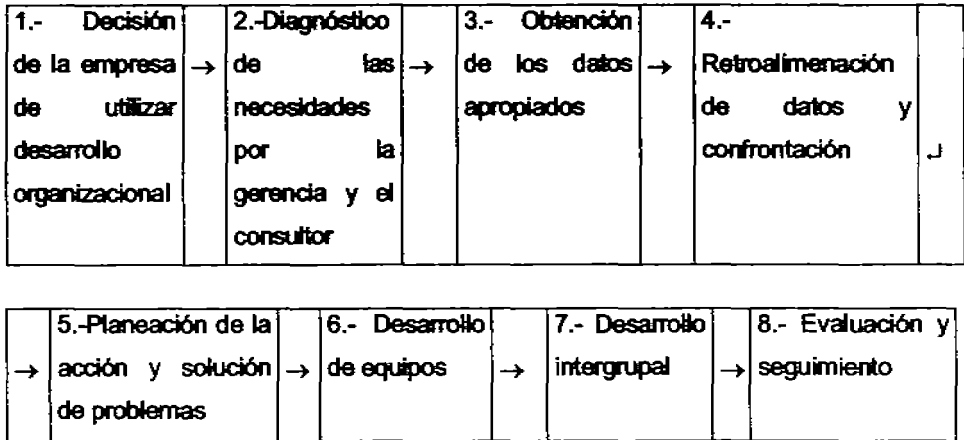 1.- Decisión
de la empresa
de utilizar
desarrollo
organizacional
→
2.-Diagnóstico
de las
necesidades
por la
gerencia y el
consultor
→
3.- Obtención
de los datos
apropiados
→
4.-
Retroalimenación
de datos y
confrontación
↵
→
5.-Planeación de la
acción y solución
de problemas
→
6.- Desarrollo
de equipos
→
7.- Desarrollo
intergrupal
→
8.- Evaluación y
seguimiento